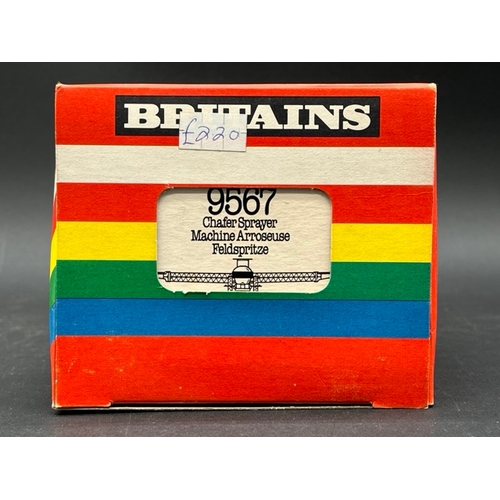 BRITAINS
£2.20
9567
Chafer Sprayer
Machine Arroseuse
Feldspritze